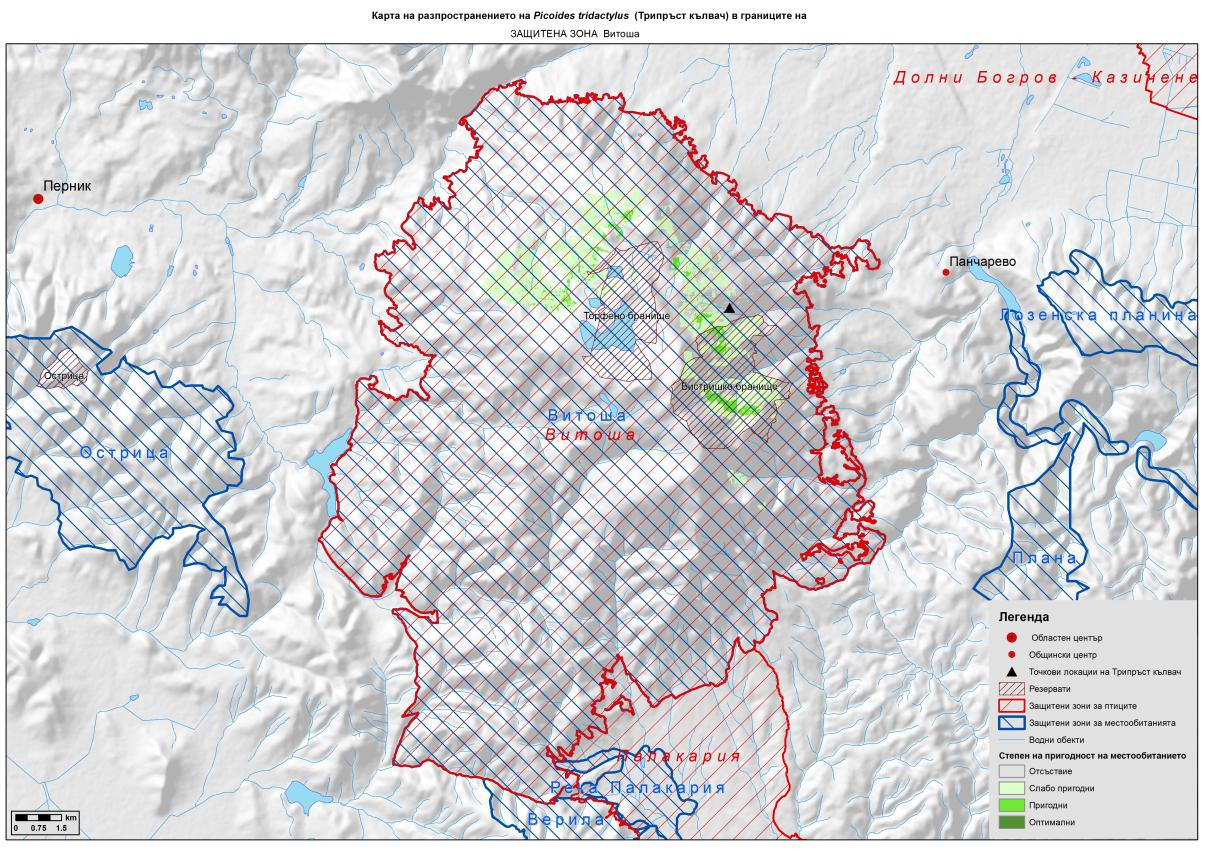 Карта на разпространението на Picoides tridactylus (Трипръст кълвач) в границите на
ЗАЩИТЕНА ЗОНА Витоша
Долни Богров - Казичене
Перник
Панчарево
Лозенска планина
Торфено бранище
Острица
Бистришко бранище
Витоша
Витоша
Острица
Плана
Палакария
Река Палакария
Верила
km
0 0.75 1.5
Легенда
Областен център
Общински център
Точкови локации на Трипръст кълвач
Резервати
Защитени зони за птиците
Защитени зони за местообитанията
Водни обекти
Степен на пригодност на местообитанието
Отсъствие
Слабо пригодни
Пригодни
Оптимални